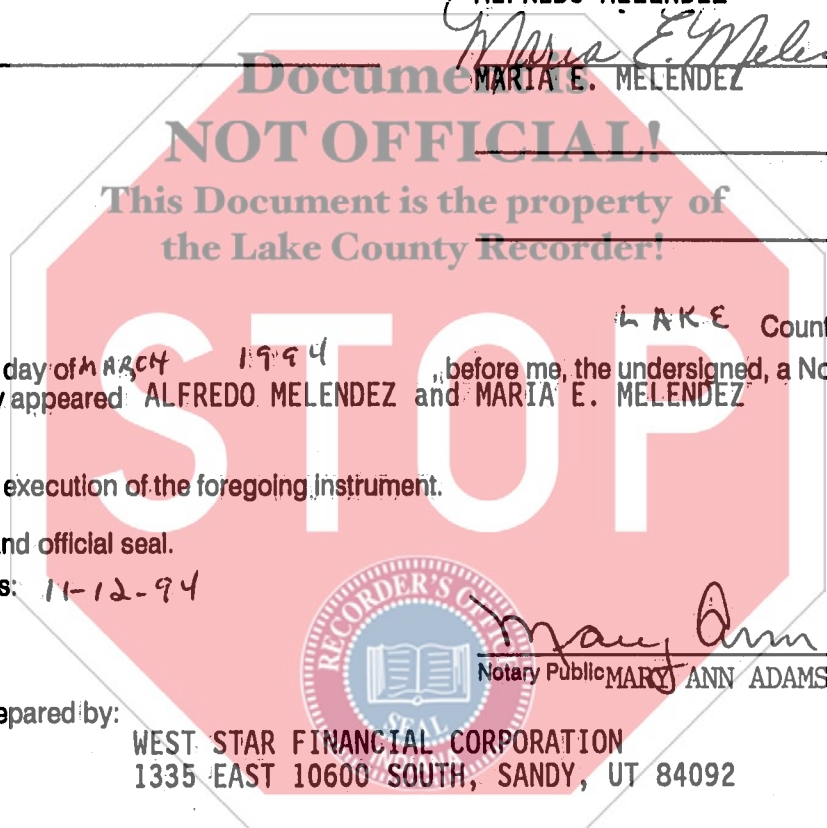 Maria E. Mele
MARIA E. MELENDEZ
Document is
NOT OFFICIAL!
This Document is the property of
the Lake County Recorder!
STOP
LAKE Count
day of MARCH 1994 , before me, the undersigned, a No
y appeared ALFREDO MELENDEZ and MARIA E. MELENDEZ
execution of the foregoing instrument.
nd official seal.
s: 11-12-94
RECORDER'S OFFICE
SEAL
INDIANA
Mary Ann
Notary Public MARY ANN ADAMS
epared by:
WEST STAR FINANCIAL CORPORATION
1335 EAST 10600 SOUTH, SANDY, UT 84092